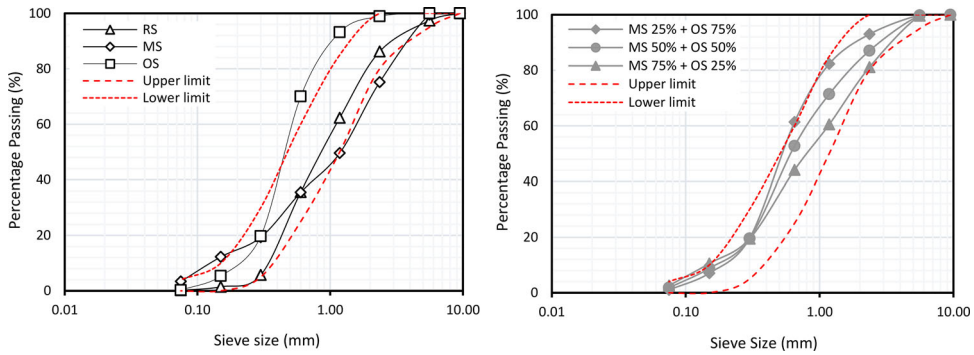 100
80
60
40
20
0
Percentage Passing (%)
RS
MS
OS
Upper limit
Lower limit
0.01
0.10
1.00
10.00
Sieve size (mm)
100
80
60
40
20
0
Percentage Passing (%)
MS 25% + OS 75%
MS 50% + OS 50%
MS 75% + OS 25%
Upper limit
Lower limit
0.01
0.10
1.00
10.00
Sieve Size (mm)